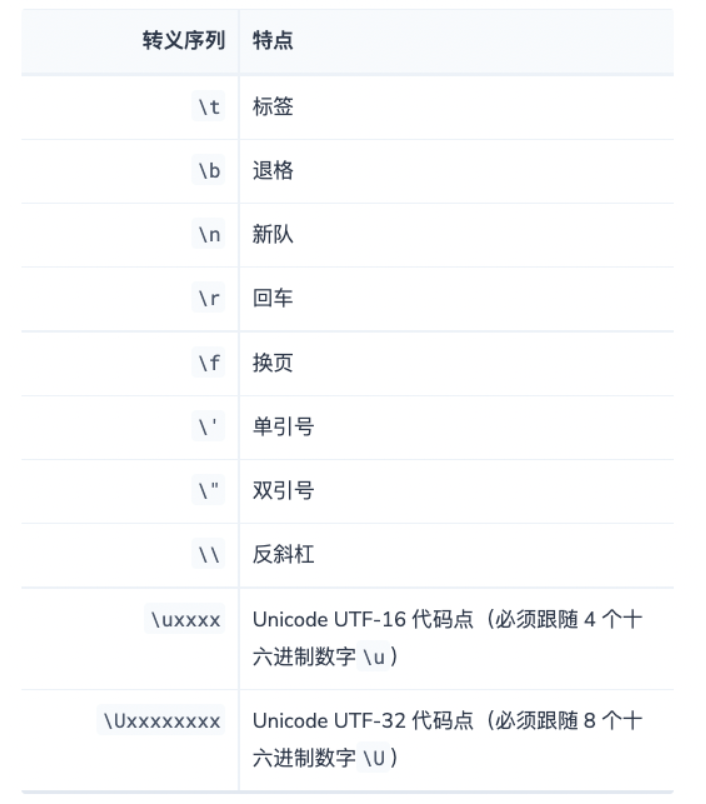 转义序列 特点
\t 标签
\b 退格
\n 新队
\r 回车
\f 换页
\' 单引号
\" 双引号
\\ 反斜杠
\uxxxx Unicode UTF-16 代码点（必须跟随 4 个十
六进制数字 \u ）
\Uxxxxxxxx Unicode UTF-32 代码点（必须跟随 8 个十
六进制数字 \U ）